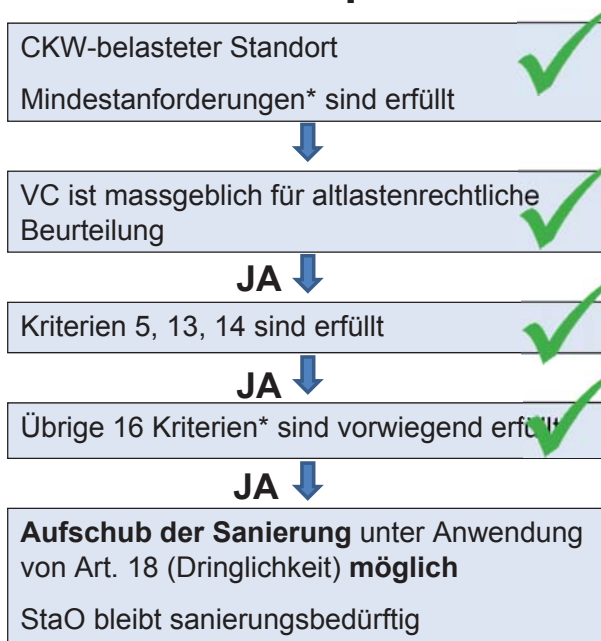 CKW-belasteter Standort
Mindestanforderungen* sind erfüllt
VC ist massgeblich für altlastenrechtliche
Beurteilung
JA
Kriterien 5, 13, 14 sind erfüllt
JA
Übrige 16 Kriterien* sind vorwiegend erfüllt
JA
Aufschub der Sanierung unter Anwendung
von Art. 18 (Dringlichkeit) möglich
StaO bleibt sanierungsbedürftig